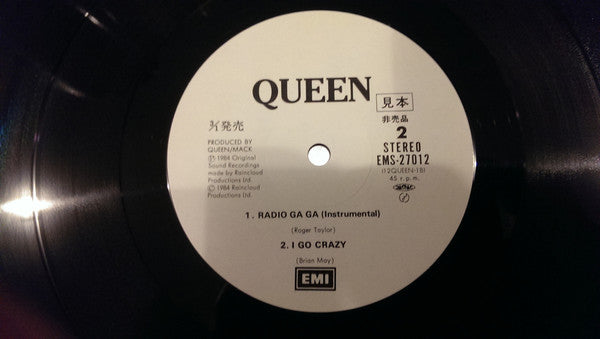 QUEEN
見本
非売品
3/1発売
2
STEREO
EMS-27012
(12QUEEN-1B)
45 r.p.m.
PRODUCED BY
QUEEN/MACK
Ⓟ 1984 Original
Sound Recordings
made by Raincloud
Productions Ltd.
© 1984 Raincloud
Productions Ltd.
1. RADIO GA GA (Instrumental)
(Roger Taylor)
2. I GO CRAZY
(Brian May)
EMI